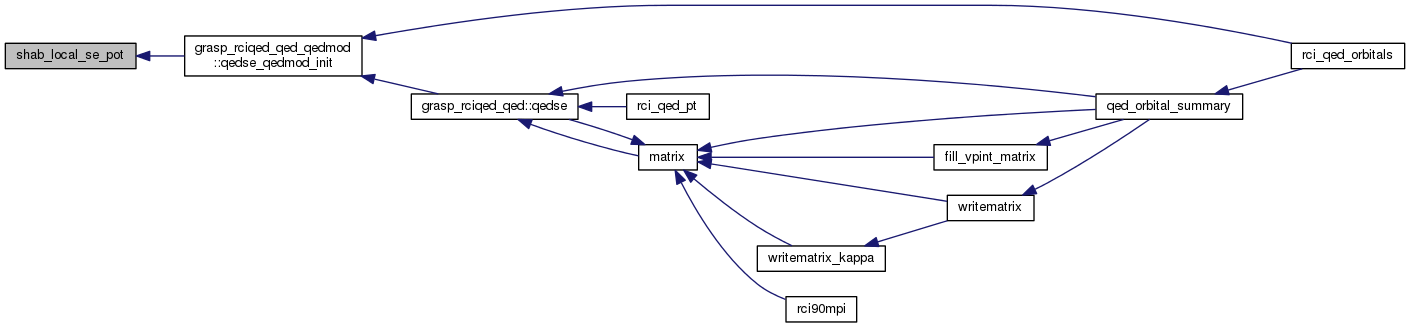 shab_local_se_pot
grasp_rciqed_qed_qedmod
::qedse_qedmod_init
rci_qed_orbitals
grasp_rciqed_qed::qedse
rci_qed_pt
qed_orbital_summary
matrix
fill_vpint_matrix
writematrix
writematrix_kappa
rci90mpi